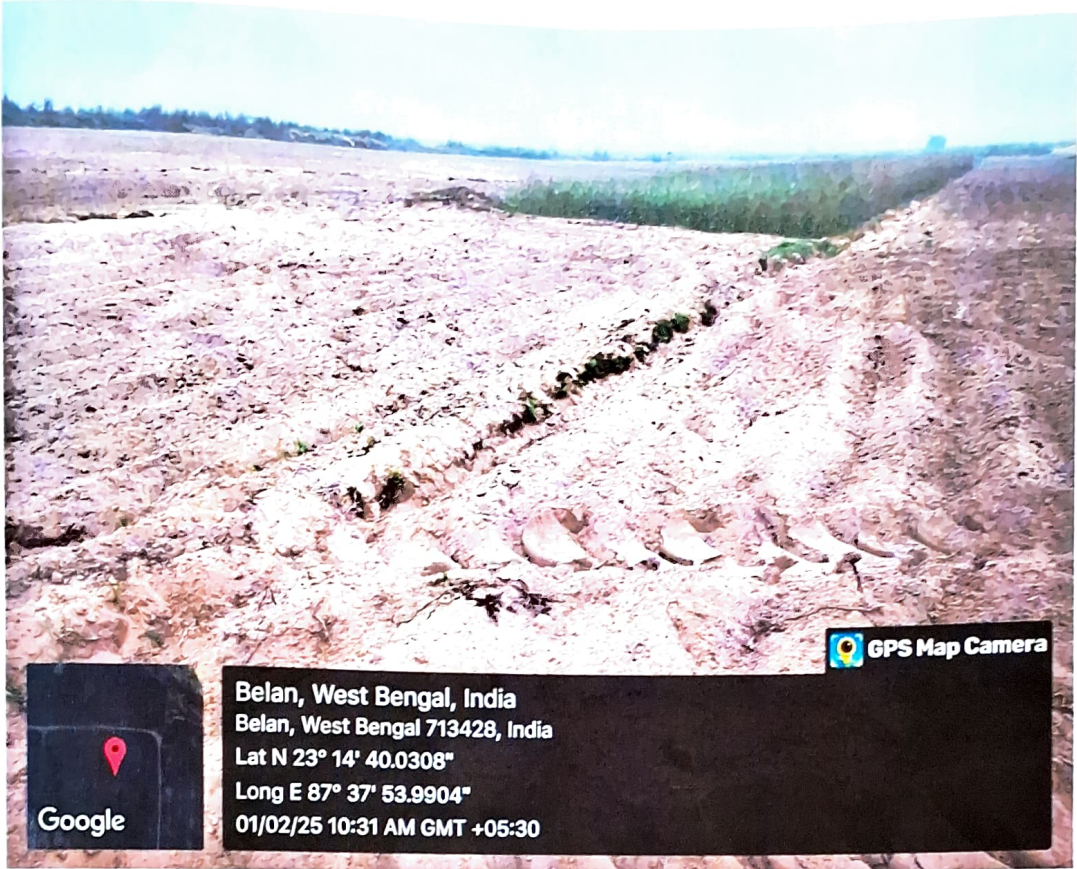 GPS Map Camera
Belan, West Bengal, India
Belan, West Bengal 713428, India
Lat N 23° 14' 40.0308"
Long E 87° 37' 53.9904"
01/02/25 10:31 AM GMT +05:30
Google